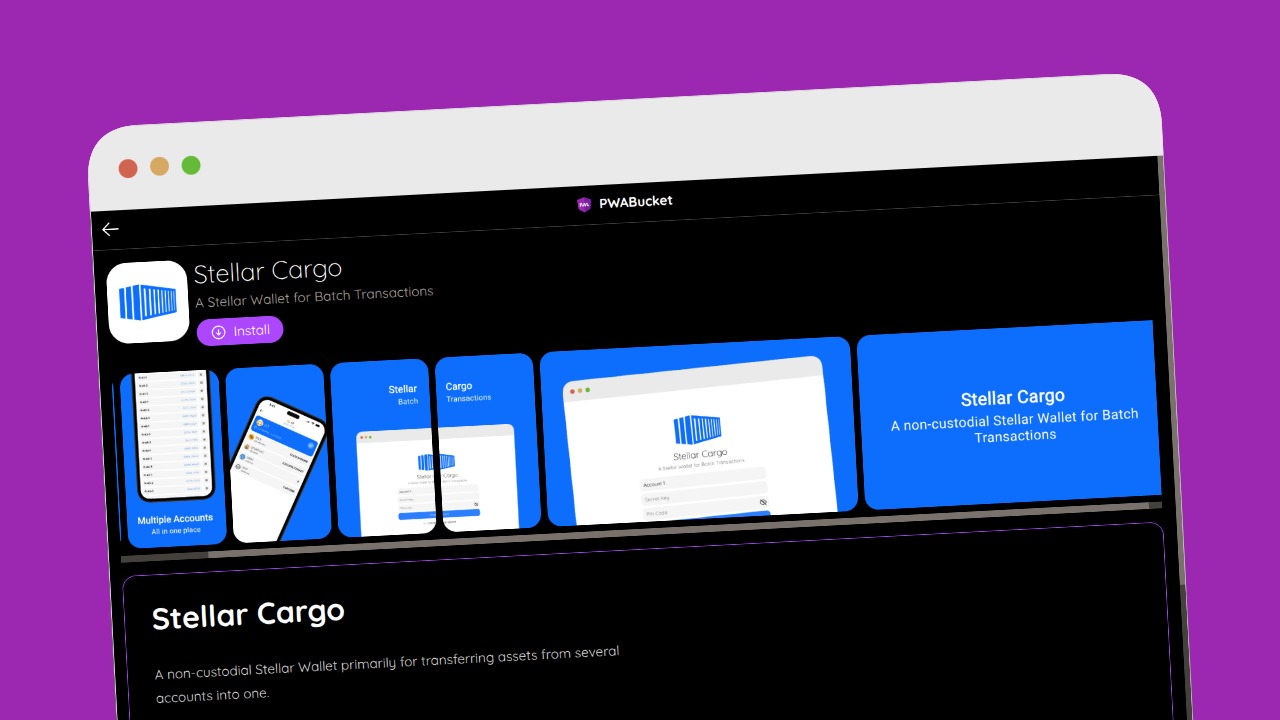 PWABucket
Stellar Cargo
A Stellar Wallet for Batch Transactions
Install
Multiple Accounts
All in one place
Stellar
Batch
Cargo
Transactions
Stellar Cargo
A Stellar Wallet for Batch Transactions
Account 1
Secret Key
Pin Code
Stellar Cargo
A non-custodial Stellar Wallet for Batch
Transactions
Stellar Cargo
A non-custodial Stellar Wallet primarily for transferring assets from several
accounts into one.